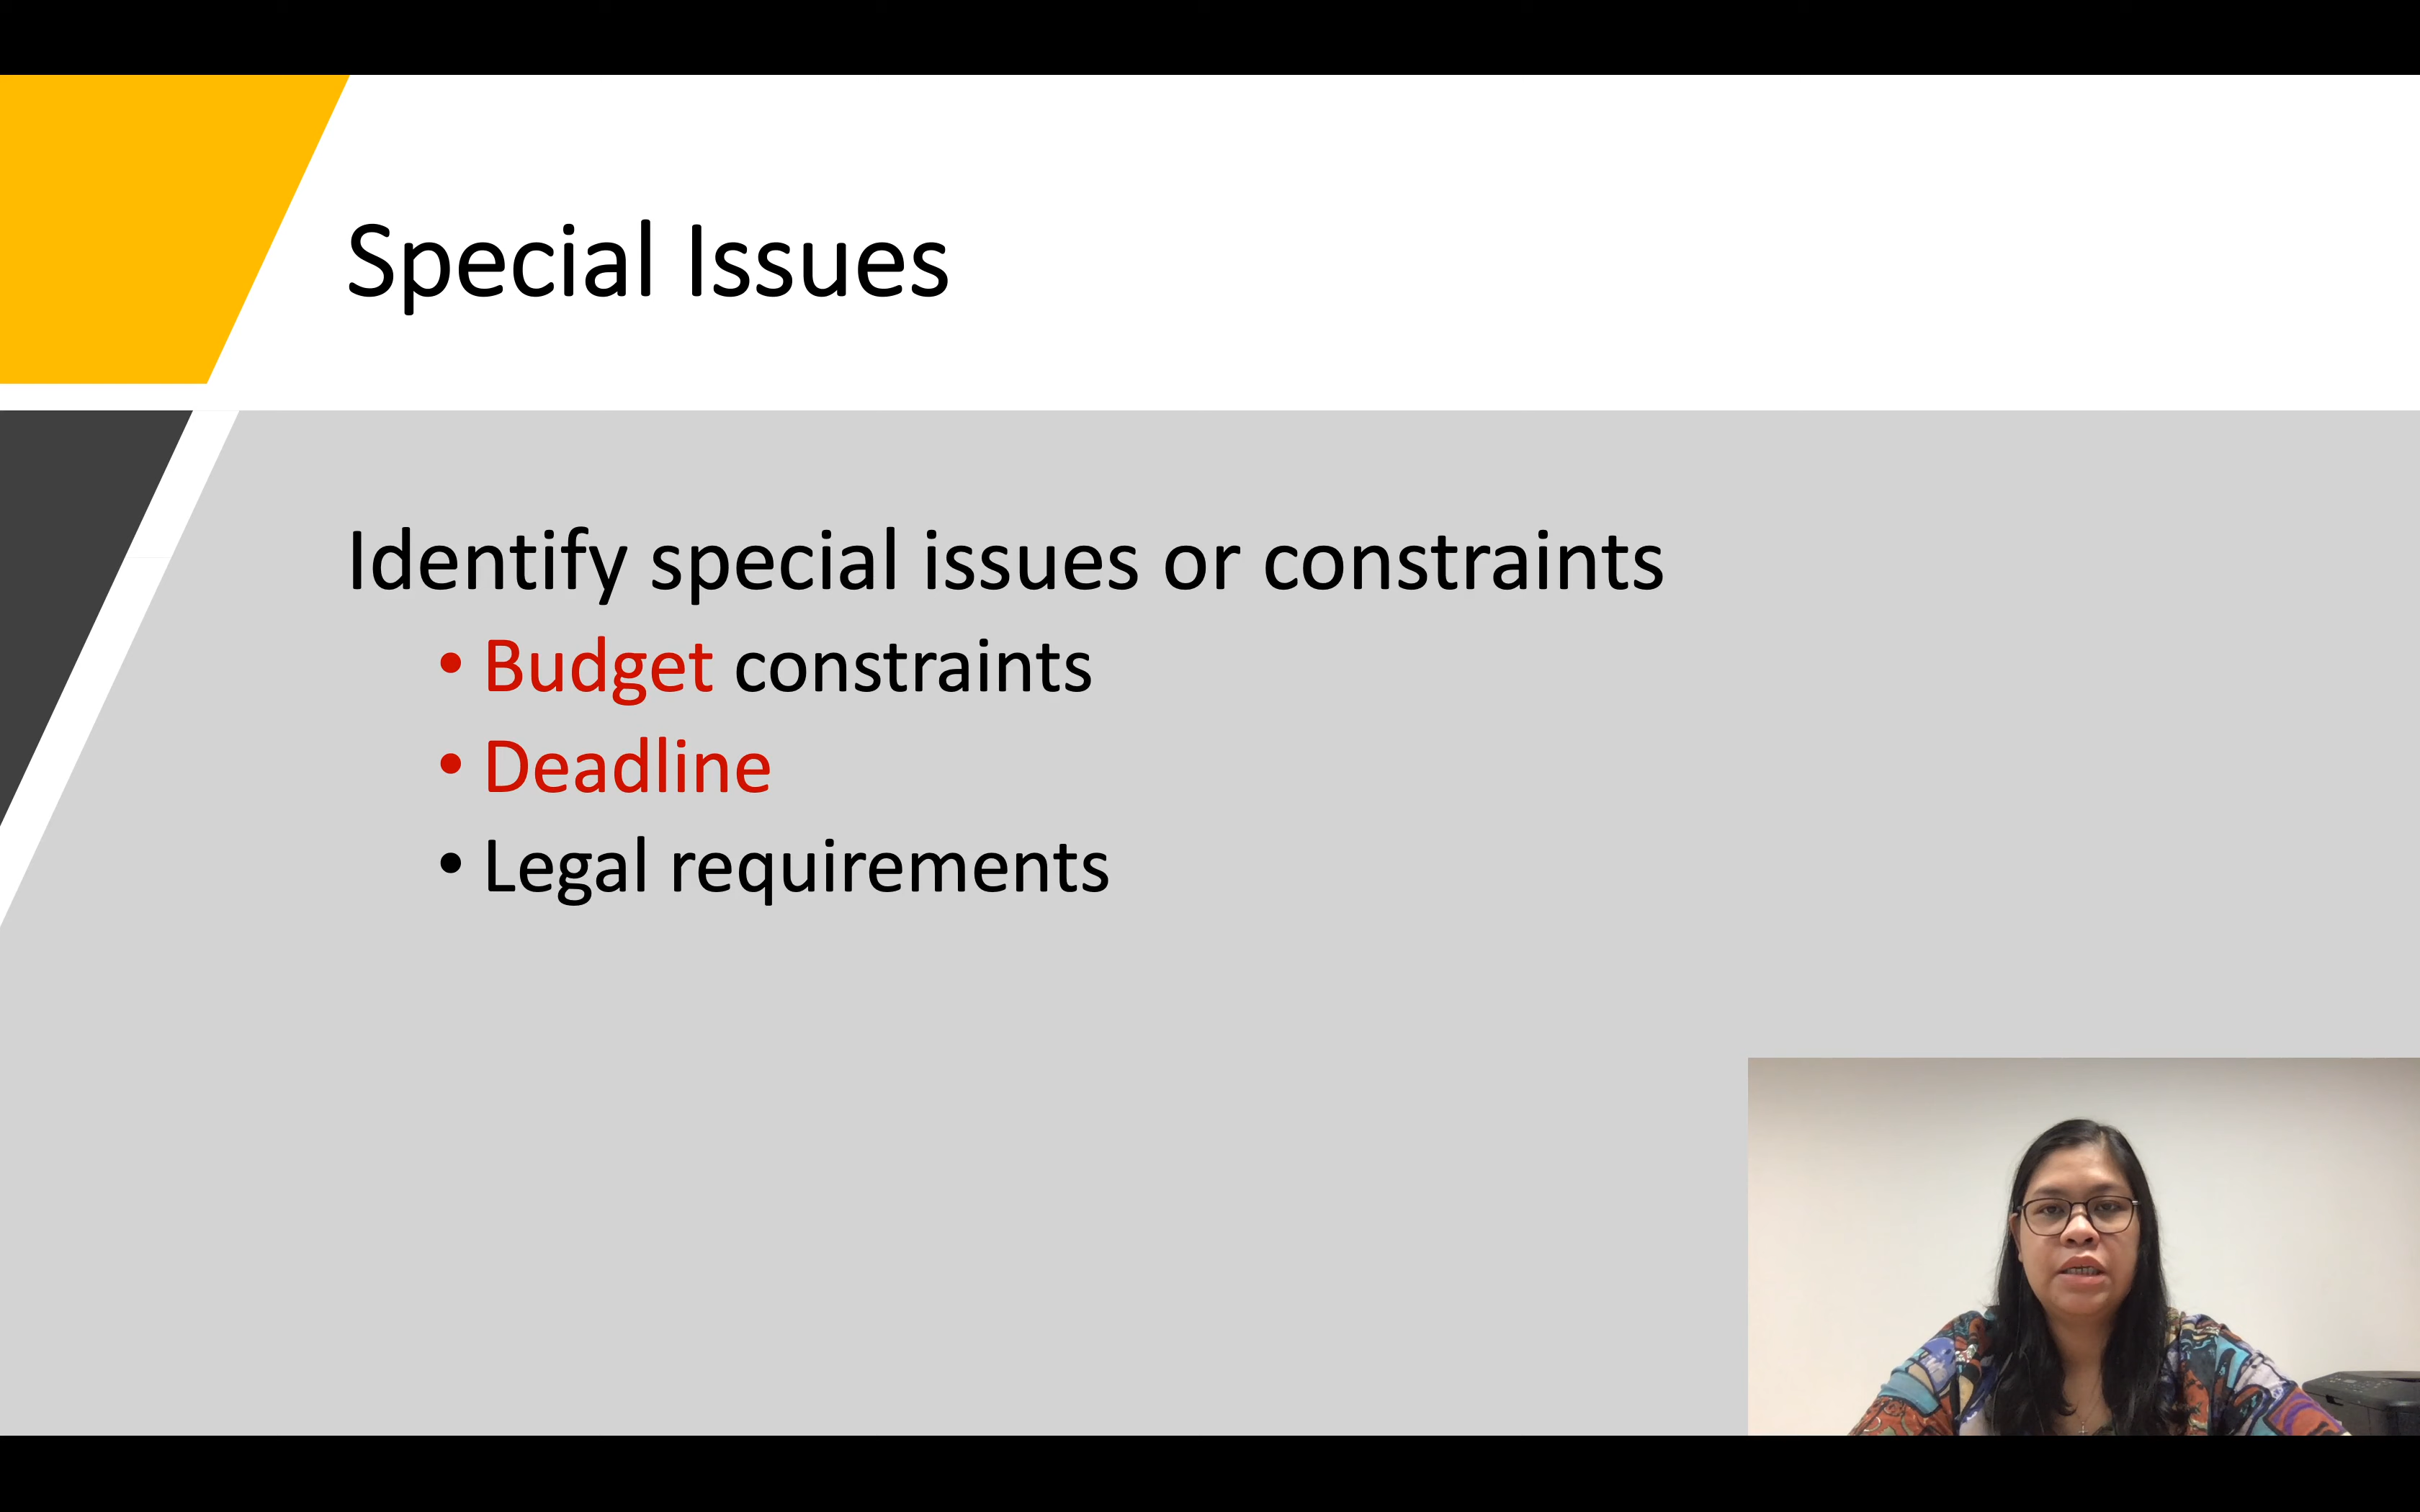 Special Issues
Identify special issues or constraints
• Budget constraints
• Deadline
• Legal requirements